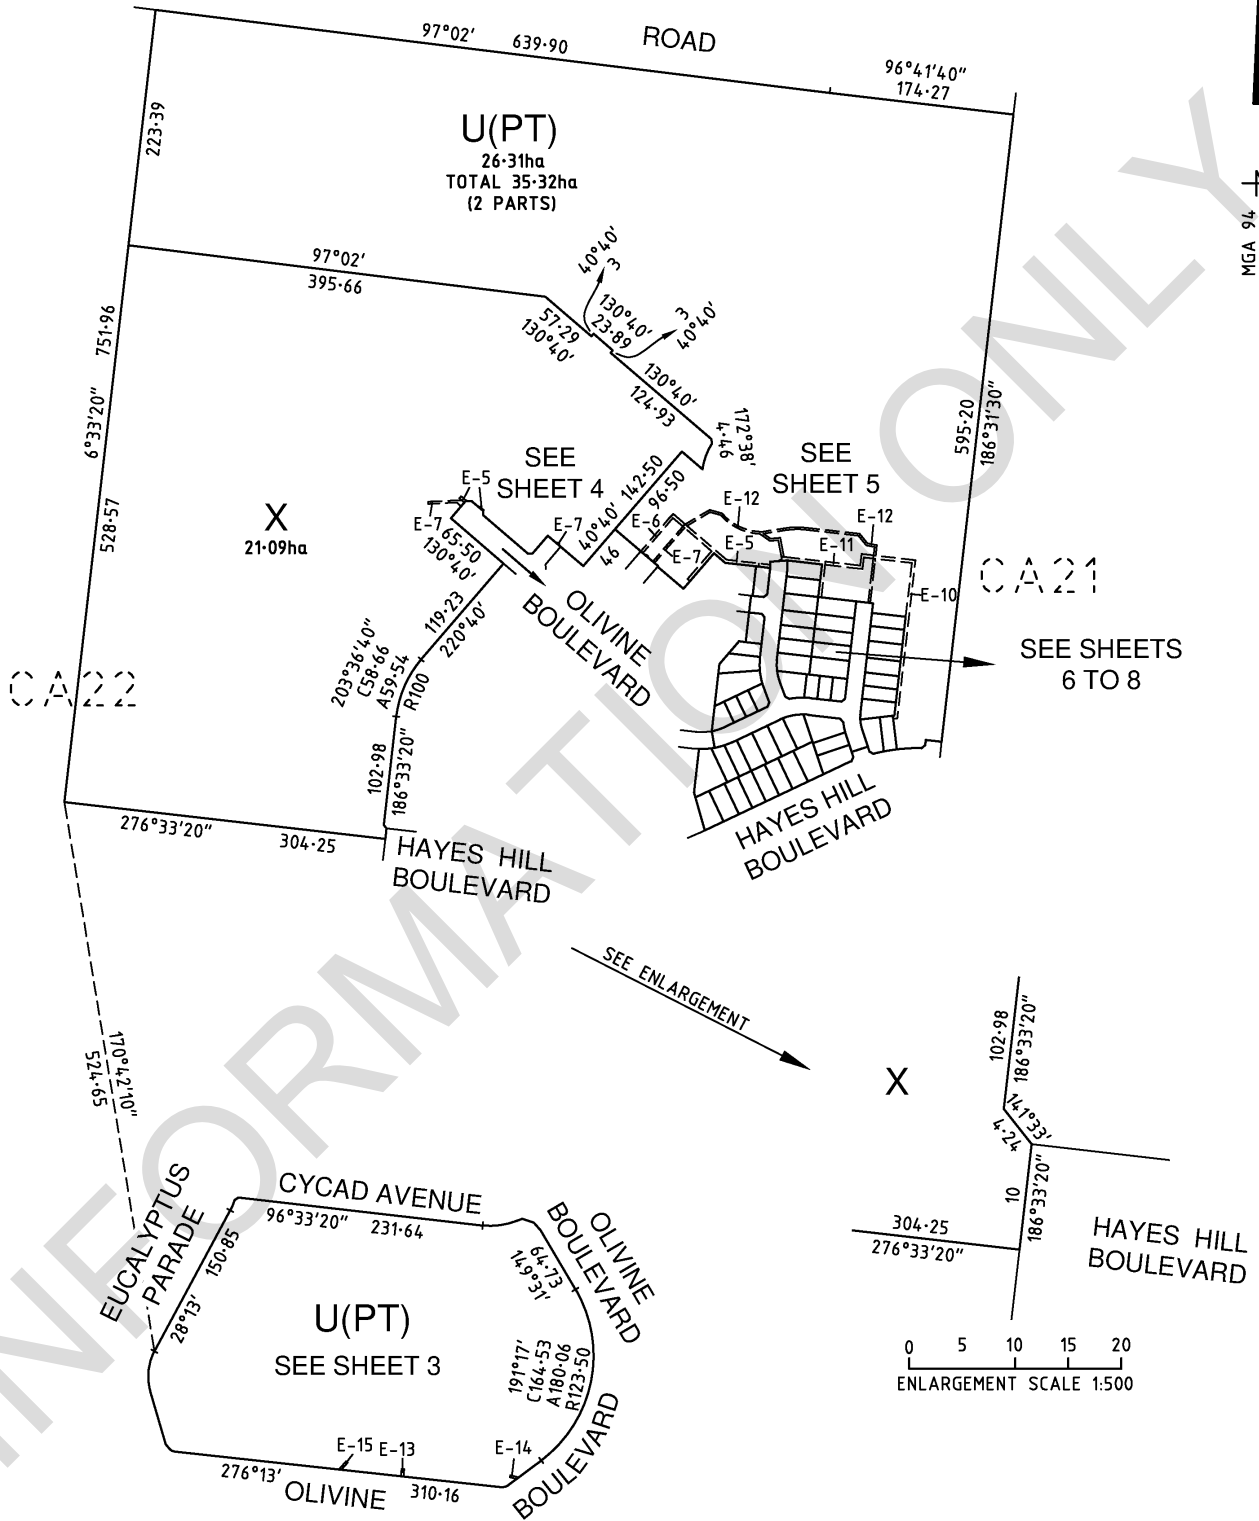 97°02'
639·90
ROAD
96°41'40"
174·27
223·39
U(PT)
26·31ha
TOTAL 35·32ha
(2 PARTS)
MGA 94
97°02'
395·66
40°40'
3
130°40'
23·89
3
40°40'
57·29
130°40'
130°40'
124·93
172°38'
4·46
751·96
6°33'20"
528·57
595·20
186°31'30"
SEE
SHEET 4
SEE
SHEET 5
142·50
96·50
40°40'
46
E-5
E-7
E-7
E-6
E-7
E-12
E-5
E-11
E-12
E-10
X
21·09ha
65·50
130°40'
OLIVINE
BOULEVARD
CA21
SEE SHEETS
6 TO 8
119·23
220°40'
203°36'40"
C58·66
A59·54
R100
CA22
102·98
186°33'20"
276°33'20"
304·25
HAYES HILL
BOULEVARD
HAYES HILL
BOULEVARD
SEE ENLARGEMENT
170°42'10"
524·65
X
102·98
186°33'20"
141°33'
4·24
10
186°33'20"
304·25
276°33'20"
HAYES HILL
BOULEVARD
0 5 10 15 20
ENLARGEMENT SCALE 1:500
EUCALYPTUS
PARADE
CYCAD AVENUE
96°33'20"
231·64
150·85
28°13'
OLIVINE
BOULEVARD
64·73
149°31'
U(PT)
SEE SHEET 3
191°17'
C164·53
A180·06
R123·50
E-15
E-13
E-14
276°13'
310·16
OLIVINE
BOULEVARD
INFORMATION ONLY